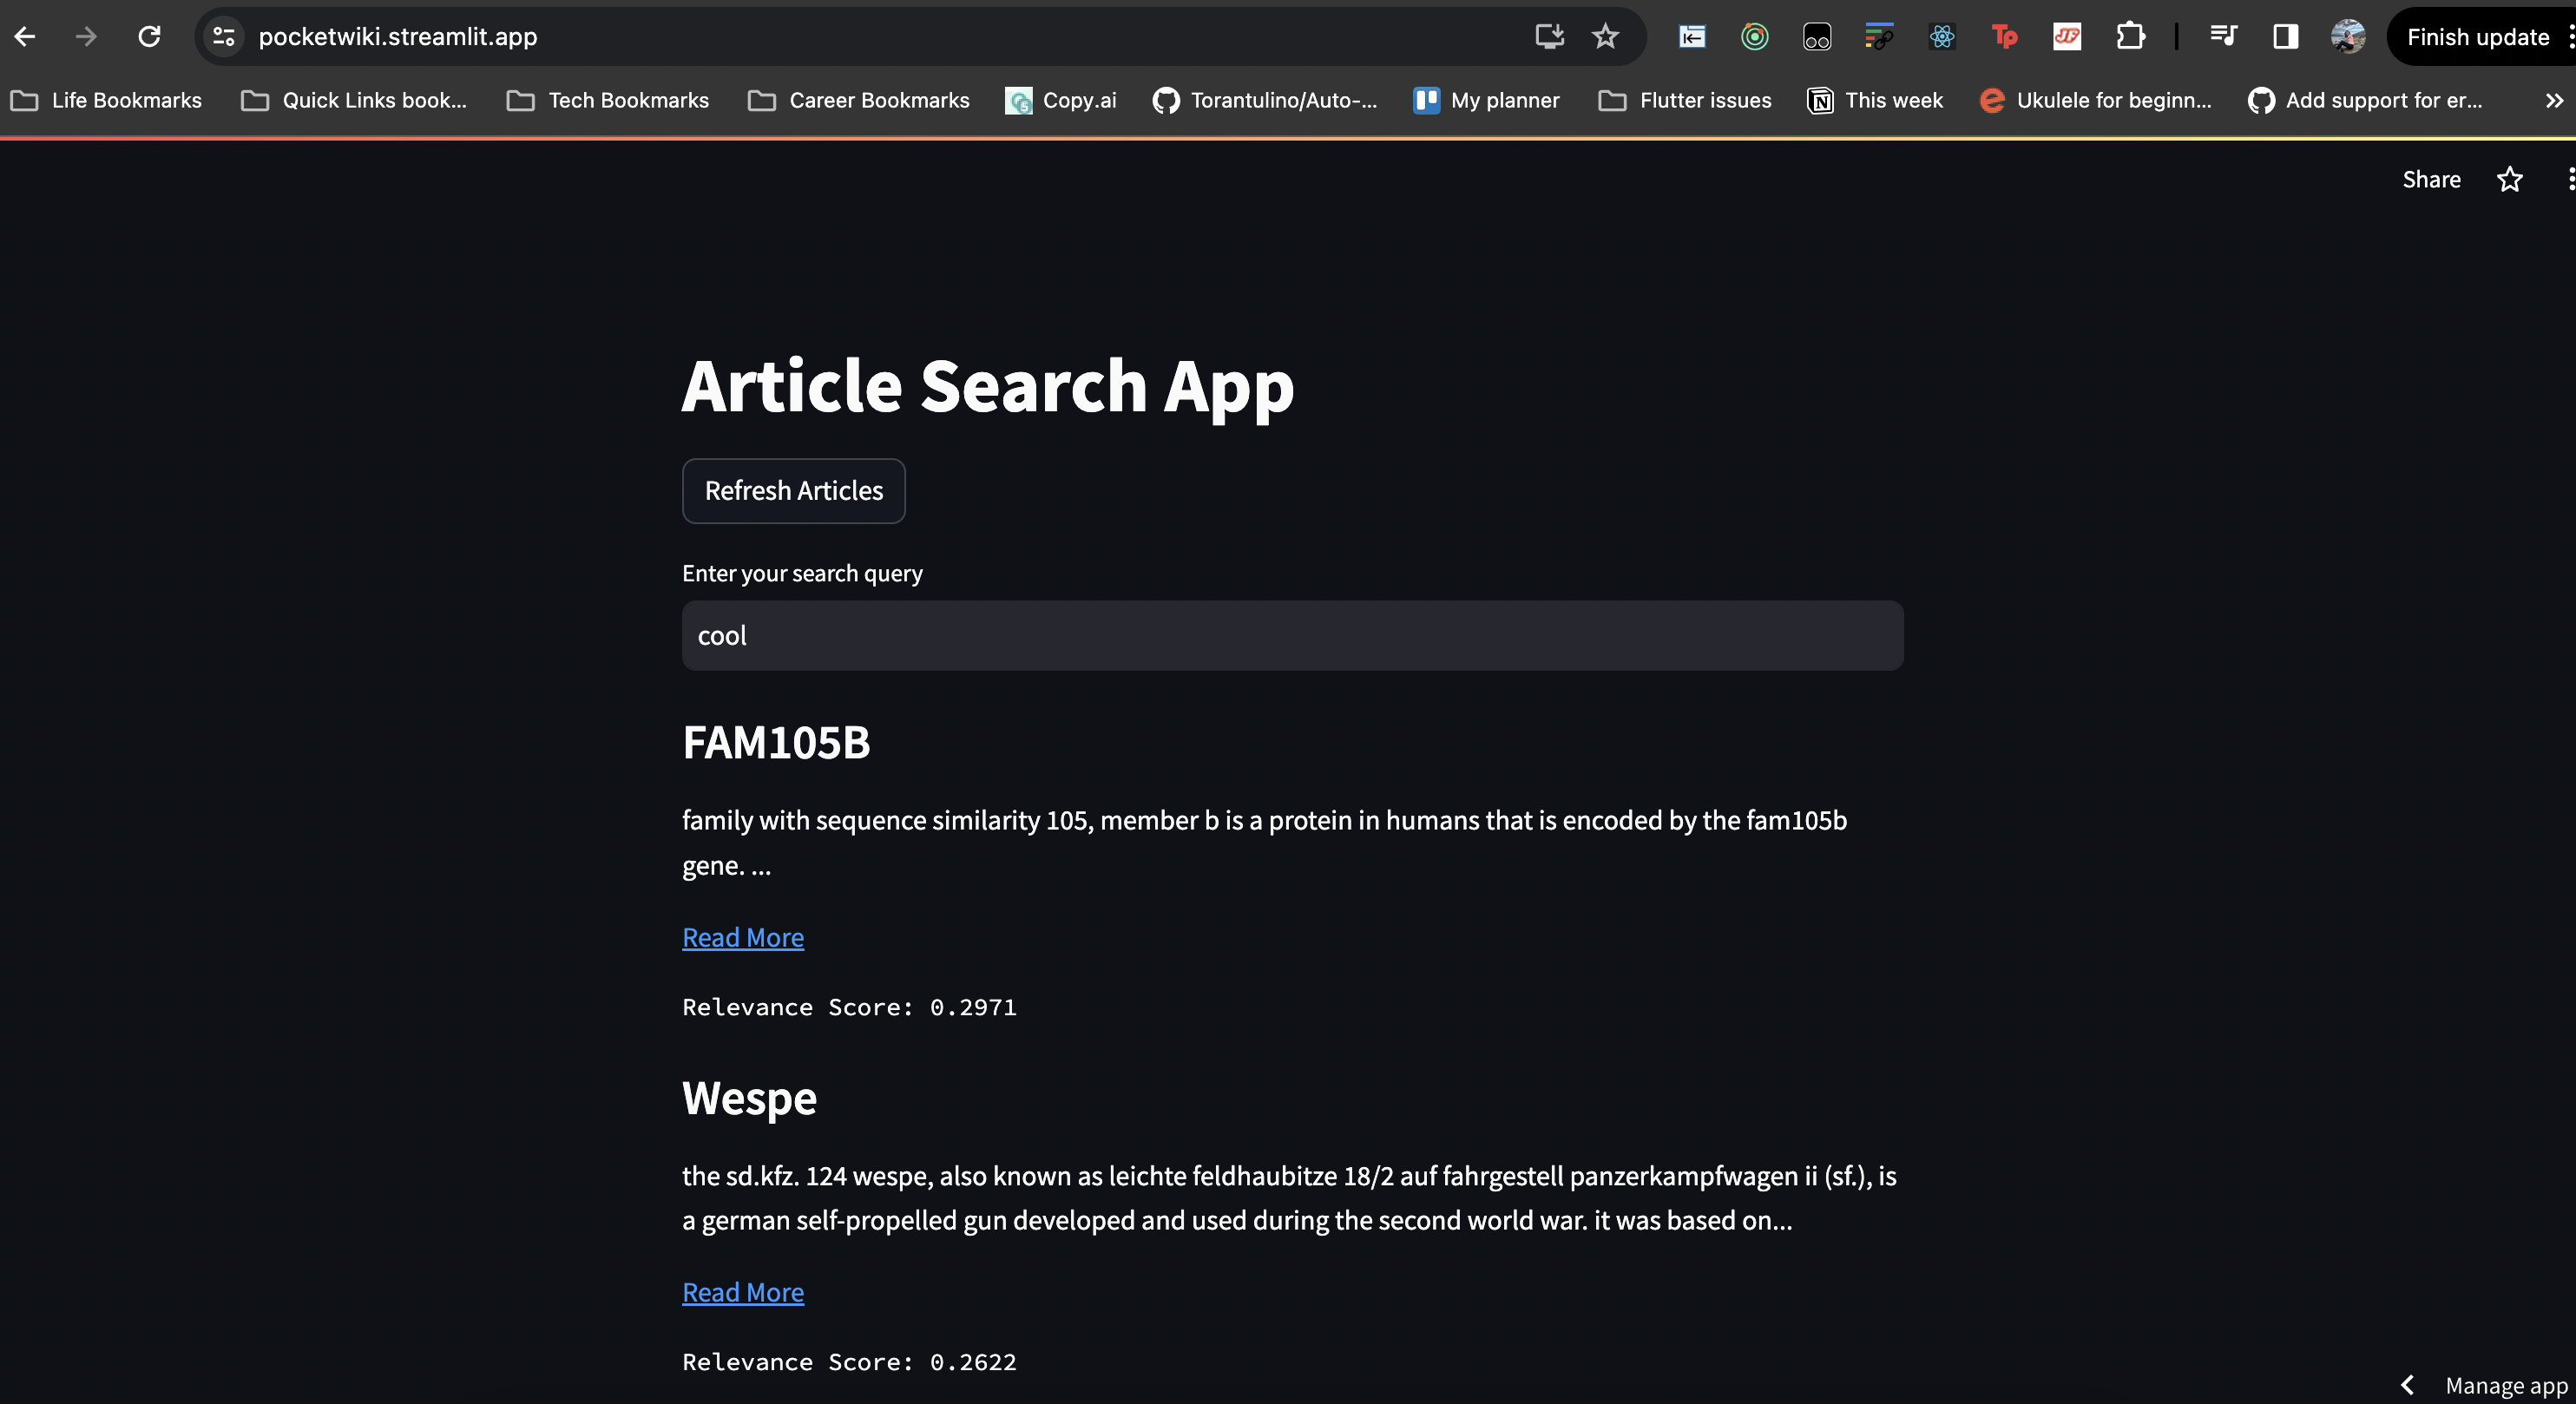 pocketwiki.streamlit.app
Tp
Finish update
Life Bookmarks
Quick Links book...
Tech Bookmarks
Career Bookmarks
Copy.ai
Torantulino/Auto-...
My planner
Flutter issues
This week
Ukulele for beginn...
Add support for er...
Share
Article Search App
Refresh Articles
Enter your search query
cool
FAM105B
family with sequence similarity 105, member b is a protein in humans that is encoded by the fam105b
gene. ...
Read More
Relevance Score: 0.2971
Wespe
the sd.kfz. 124 wespe, also known as leichte feldhaubitze 18/2 auf fahrgestell panzerkampfwagen ii (sf.), is
a german self-propelled gun developed and used during the second world war. it was based on...
Read More
Relevance Score: 0.2622
Manage app